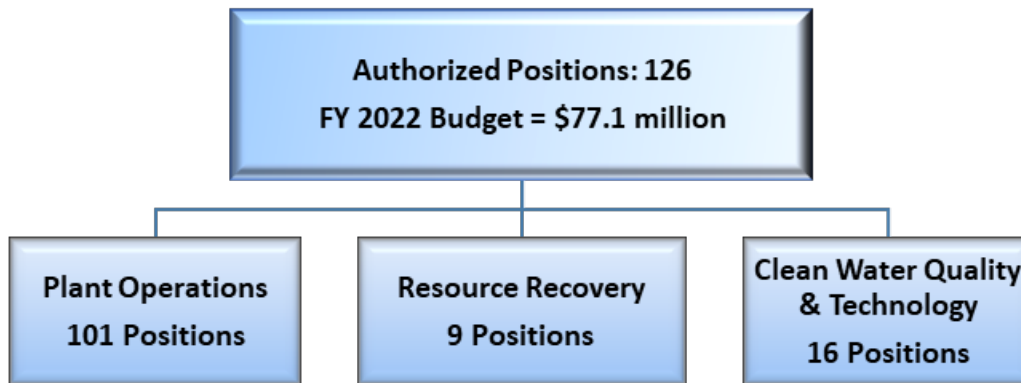 Authorized Positions: 126
FY 2022 Budget = $77.1 million
Plant Operations
101 Positions
Resource Recovery
9 Positions
Clean Water Quality
& Technology
16 Positions